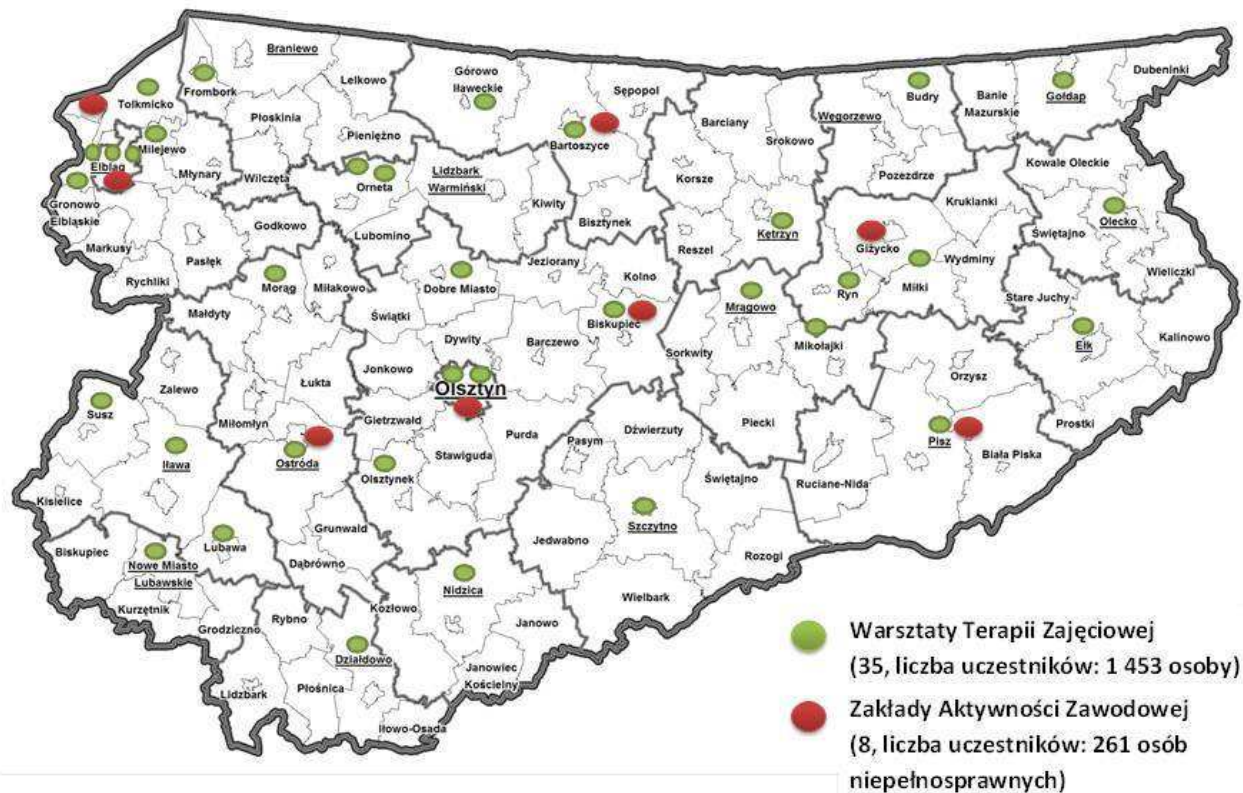 Braniewo
Lelkowo
Frombork
Górowo
Iławeckie
Sępopol
Dubeninki
Gołdap
Banie
Mazurskie
Budry
Tolkmicko
Płoskinia
Pieniężno
Bartoszyce
Barciany
Srokowo
Węgorzewo
Milejewo
Elbląg
Młynary
Wilczęta
Orneta
Lidzbark
Warmiński
Kiwity
Korsze
Pozezdrze
Kowale Oleckie
Gronowo
Elbląskie
Godkowo
Lubomino
Bisztynek
Reszel
Kętrzyn
Kruklanki
Olecko
Świętajno
Markusy
Pasłęk
Rychliki
Morąg
Miłakowo
Dobre Miasto
Jeziorany
Kolno
Giżycko
Wydminy
Wieliczki
Małdyty
Świątki
Biskupiec
Mrągowo
Ryn
Miłki
Stare Juchy
Kalinowo
Dywity
Barczewo
Sorkwity
Mikołajki
Ełk
Zalewo
Łukta
Jonkowo
Olsztyn
Orzysz
Susz
Miłomłyn
Gietrzwałd
Purda
Pasym
Dźwierzuty
Piecki
Prostki
Iława
Ostróda
Olsztynek
Stawiguda
Świętajno
Ruciane-Nida
Pisz
Biała Piska
Kisielice
Szczytno
Grunwald
Lubawa
Dąbrówno
Jedwabno
Rozogi
Biskupiec
Nowe Miasto
Lubawskie
Nidzica
Wielbark
Kurzętnik
Grodziczno
Rybno
Kozłowo
Janowo
Działdowo
Janowiec
Kościelny
Lidzbark
Płośnica
Iłowo-Osada
Warsztaty Terapii Zajęciowej
(35, liczba uczestników: 1 453 osoby)
Zakłady Aktywności Zawodowej
(8, liczba uczestników: 261 osób
niepełnosprawnych)